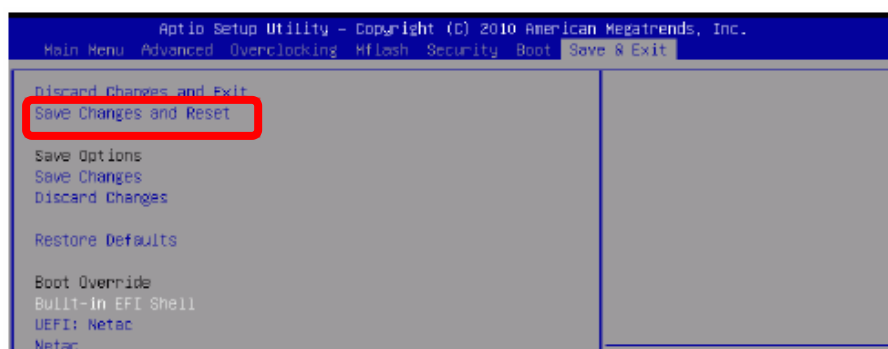 Aptio Setup Utility – Copyright (C) 2010 American Megatrends, Inc.
Main Menu Advanced Overclocking Mflash Security Boot Save & Exit
Discard Changes and Exit
Save Changes and Reset
Save Options
Save Changes
Discard Changes
Restore Defaults
Boot Override
Built-in EFI Shell
UEFI: Netac
Netac